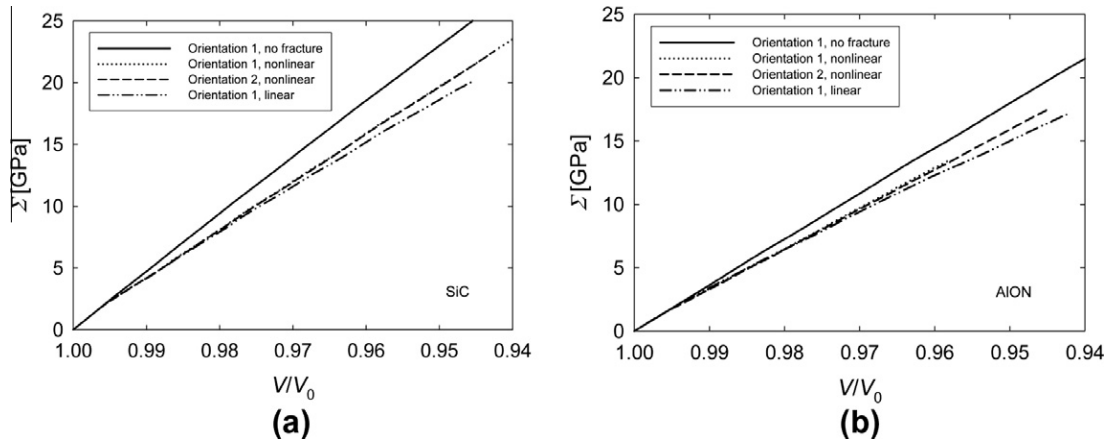 25
20
15
10
5
0
Σ[GPa]
Orientation 1, no fracture
Orientation 1, nonlinear
Orientation 2, nonlinear
Orientation 1, linear
SiC
1.00 0.99 0.98 0.97 0.96 0.95 0.94
V/V0
(a)
25
20
15
10
5
0
Σ[GPa]
Orientation 1, no fracture
Orientation 1, nonlinear
Orientation 2, nonlinear
Orientation 1, linear
AlON
1.00 0.99 0.98 0.97 0.96 0.95 0.94
V/V0
(b)